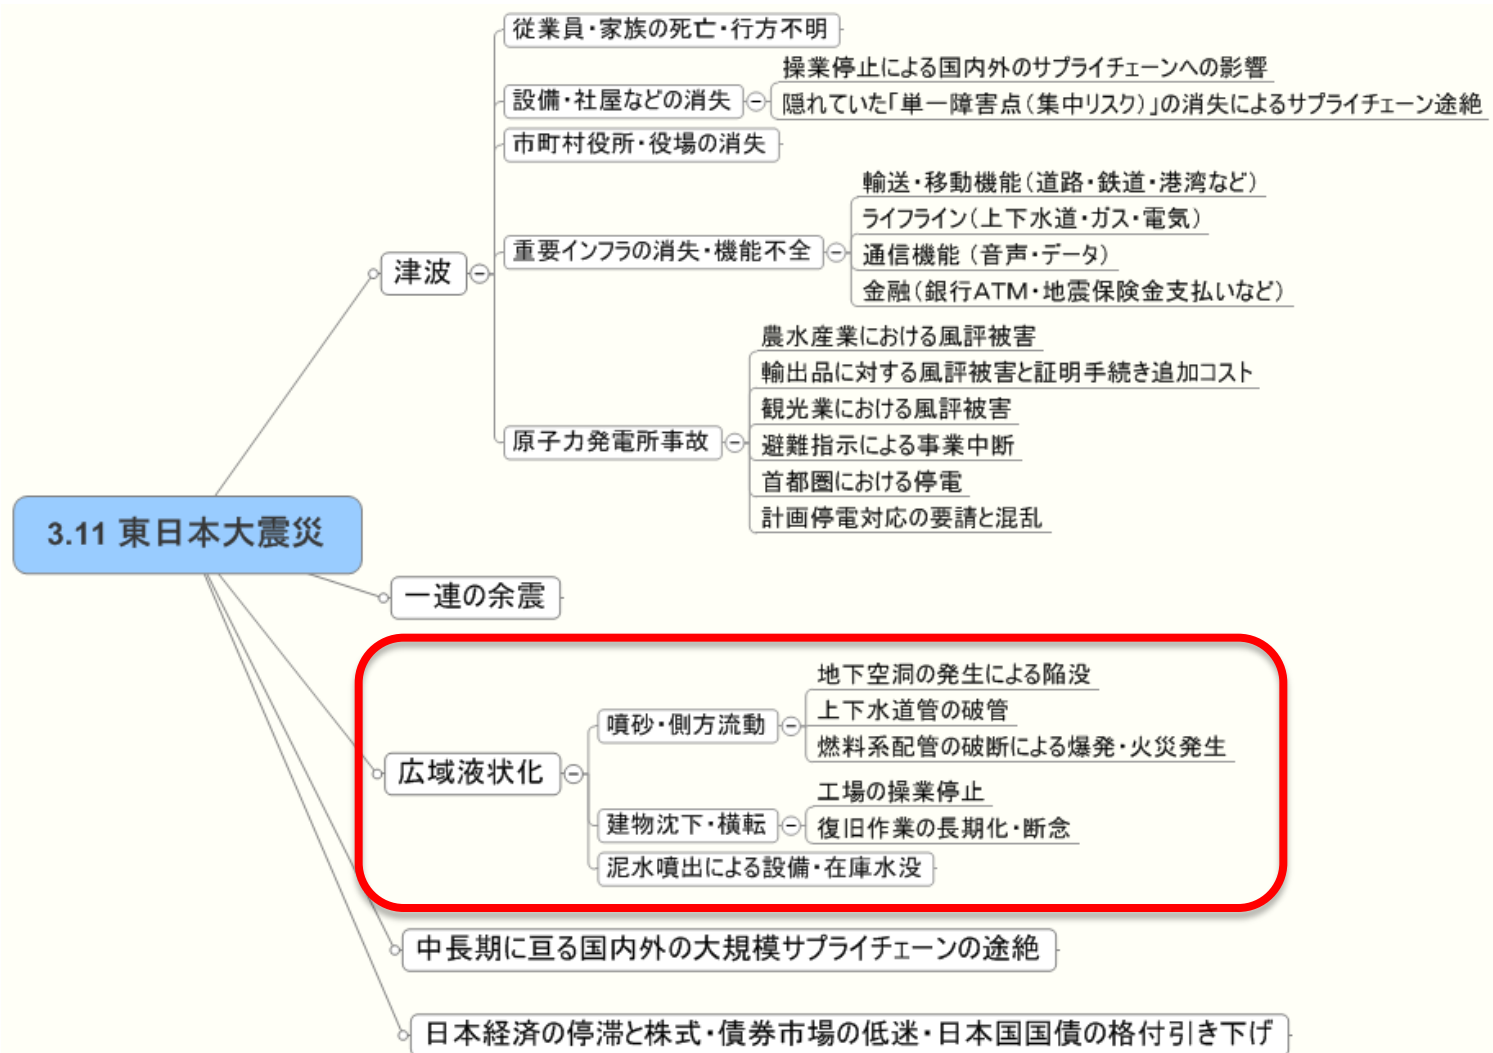 従業員・家族の死亡・行方不明
操業停止による国内外のサプライチェーンへの影響
設備・社屋などの消失
隠れていた「単一障害点（集中リスク）」の消失によるサプライチェーン途絶
市町村役所・役場の消失
輸送・移動機能（道路・鉄道・港湾など）
ライフライン（上下水道・ガス・電気）
重要インフラの消失・機能不全
通信機能（音声・データ）
津波
金融（銀行ATM・地震保険金支払いなど）
農水産業における風評被害
輸出品に対する風評被害と証明手続き追加コスト
観光業における風評被害
原子力発電所事故
避難指示による事業中断
首都圏における停電
計画停電対応の要請と混乱
3.11 東日本大震災
一連の余震
地下空洞の発生による陥没
噴砂・側方流動
上下水道管の破管
燃料系配管の破断による爆発・火災発生
広域液状化
工場の操業停止
建物沈下・横転
復旧作業の長期化・断念
泥水噴出による設備・在庫水没
中長期に亘る国内外の大規模サプライチェーンの途絶
日本経済の停滞と株式・債券市場の低迷・日本国国債の格付引き下げ